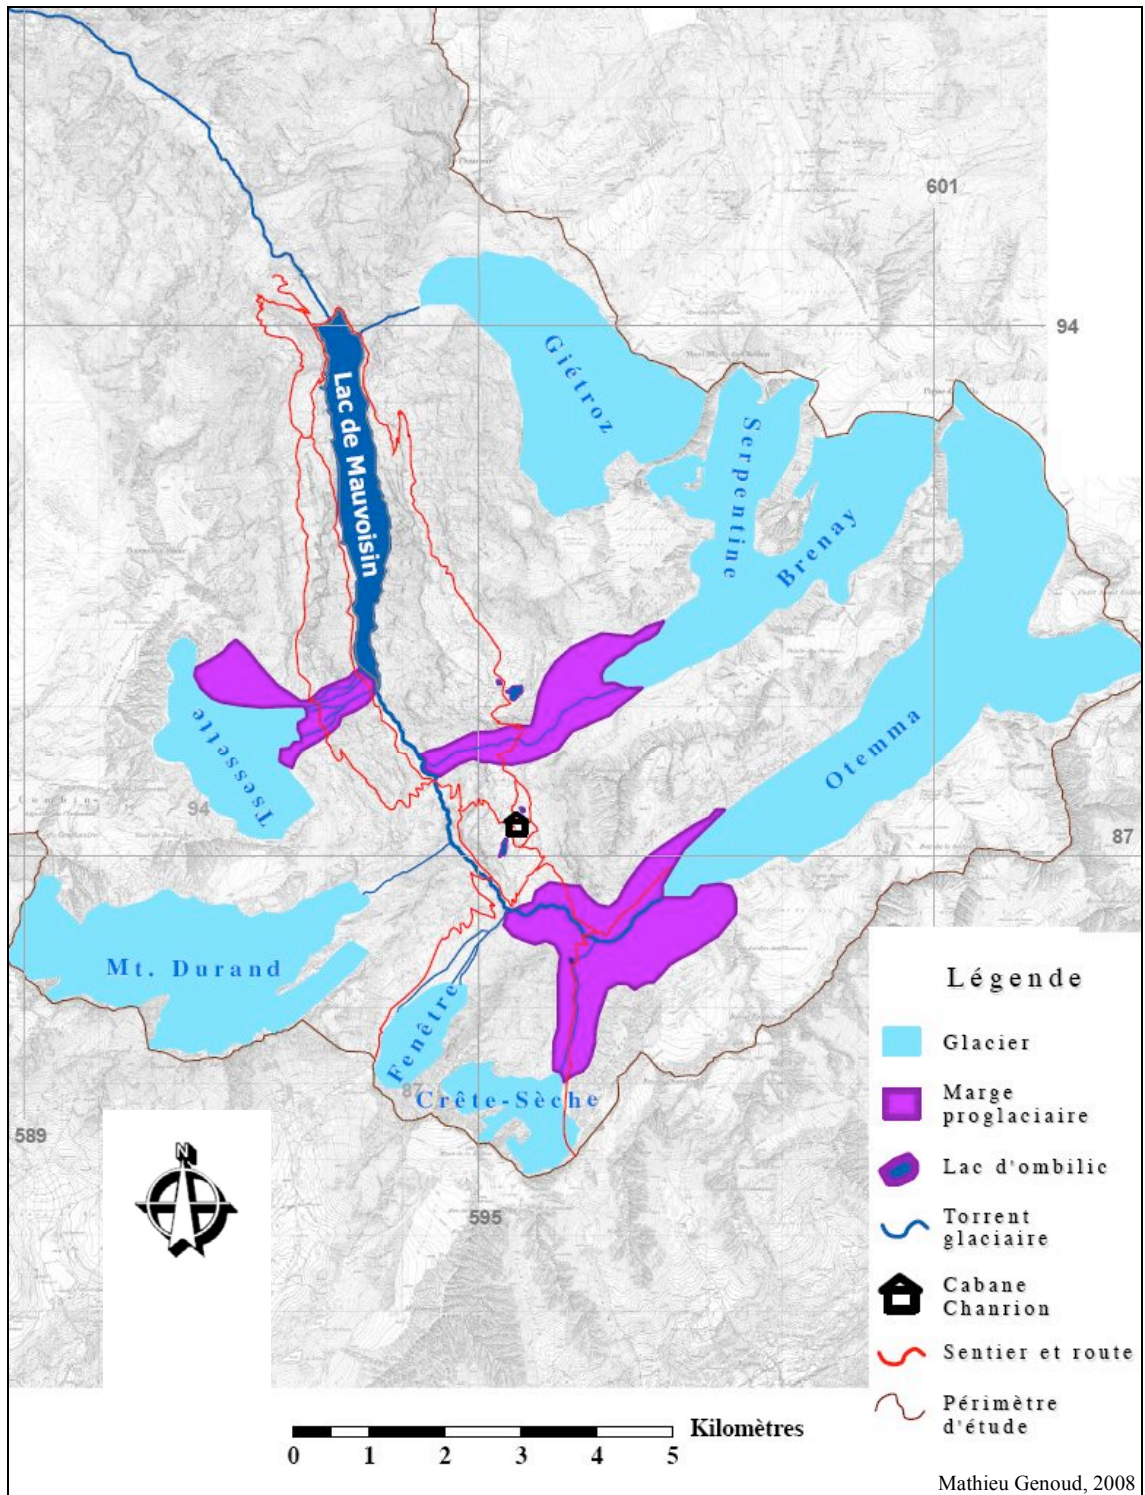 601
94
Giétroz
Serpentine
Lac de Mauvoisin
Brenay
Otemma
Tsessette
94
87
Mt. Durand
Fenêtre
87
Crête-Sèche
589
N
595
Légende
Glacier
Marge
proglaciaire
Lac d'ombilic
Torrent
glaciaire
Cabane
Chanrion
Sentier et route
Périmètre
d'étude
Kilomètres
0 1 2 3 4 5
Mathieu Genoud, 2008